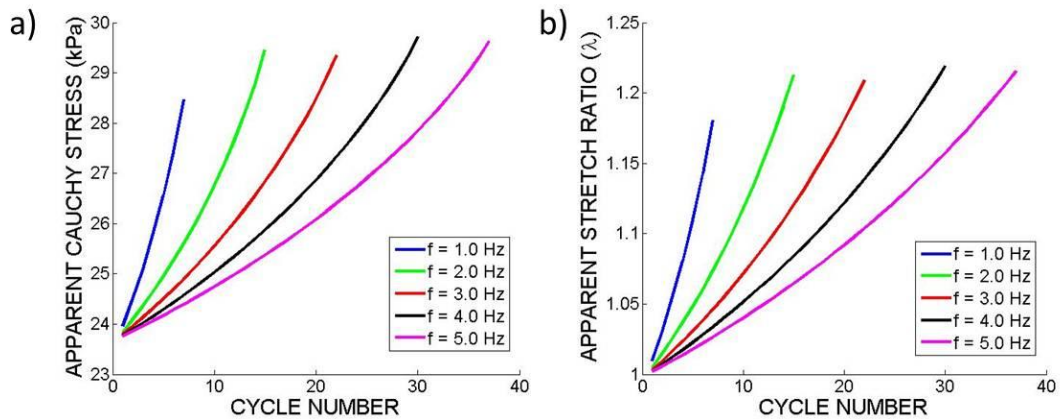 a)
APPARENT CAUCHY STRESS (kPa)
30
29
28
27
26
25
24
23
0
10
20
30
40
CYCLE NUMBER
f = 1.0 Hz
f = 2.0 Hz
f = 3.0 Hz
f = 4.0 Hz
f = 5.0 Hz
b)
APPARENT STRETCH RATIO (λ)
1.25
1.2
1.15
1.1
1.05
1
0
10
20
30
40
CYCLE NUMBER
f = 1.0 Hz
f = 2.0 Hz
f = 3.0 Hz
f = 4.0 Hz
f = 5.0 Hz